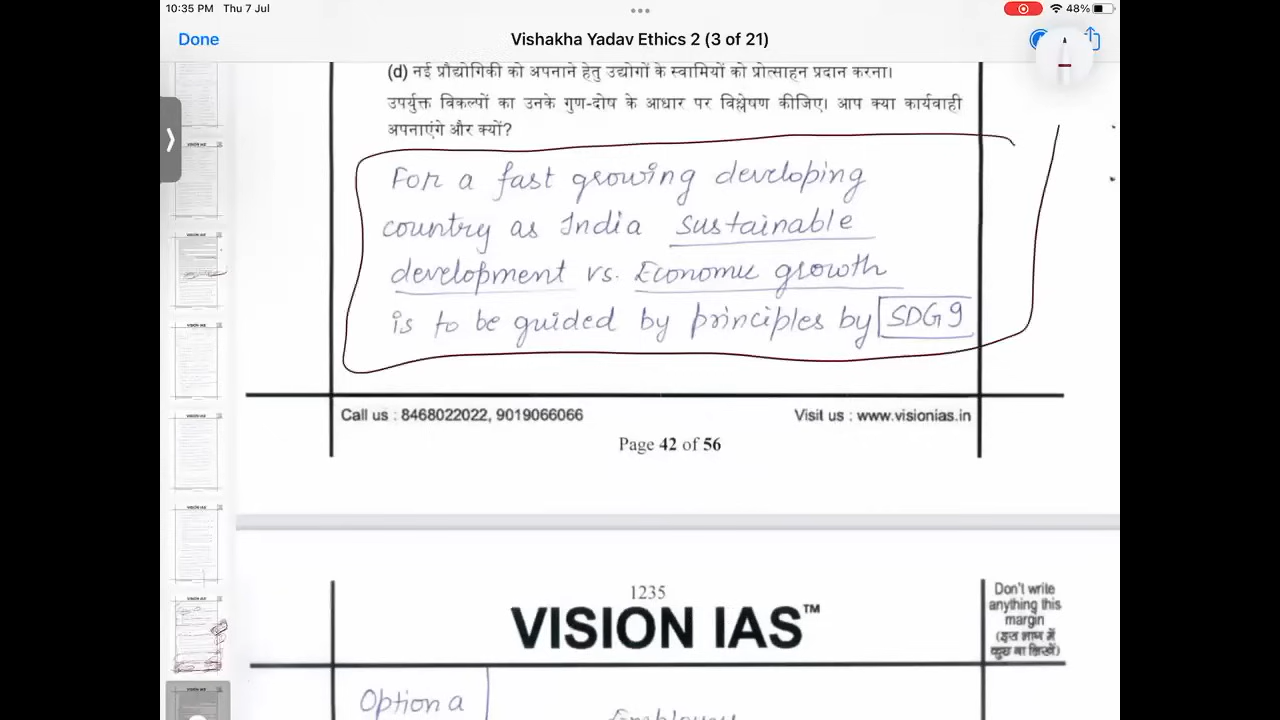 10:35 PM Thu 7 Jul
48%
Done
Vishakha Yadav Ethics 2 (3 of 21)
(d) नई प्रौद्योगिकी को अपनाने हेतु उद्योगों के स्वामियों को प्रोत्साहन प्रदान करना।
उपर्युक्त विकल्पों का उनके गुण-दोष के आधार पर विश्लेषण कीजिए। आप क्या कार्यवाही
अपनाएंगे और क्यों?
For a fast growing developing
country as India sustainable
development vs. Economic growth
is to be guided by principles by SDG 9
Call us : 8468022022, 9019066066
Visit us : www.visionias.in
Page 42 of 56
1235
VISION IAS™
Don't write
anything this
margin
(इस भाग में
कुछ ना लिखें)
Option a
Employees